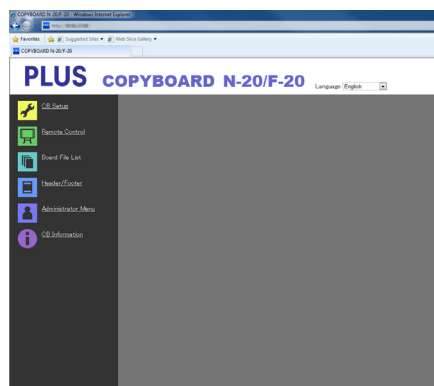 COPYBOARD N-20/F-20 - Windows Internet Explorer
http://
Favorites Suggested Sites Web Slice Gallery
COPYBOARD N-20/F-20
PLUS COPYBOARD N-20/F-20 Language English
CB Setup
Remote Control
Board File List
Header/Footer
Administrator Menu
CB Information